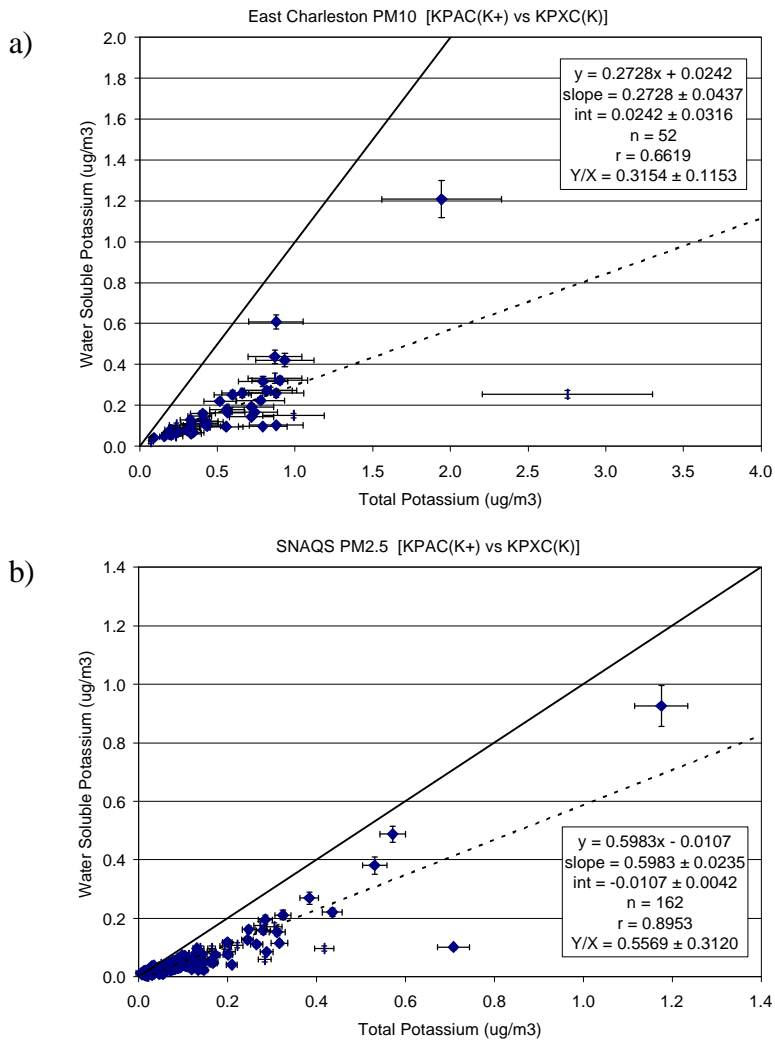 a)
East Charleston PM10 [KPAC(K+) vs KPXC(K)]
2.0
1.8
1.6
1.4
1.2
1.0
0.8
0.6
0.4
0.2
0.0
Water Soluble Potassium (ug/m3)
y = 0.2728x + 0.0242
slope = 0.2728 ± 0.0437
int = 0.0242 ± 0.0316
n = 52
r = 0.6619
Y/X = 0.3154 ± 0.1153
0.0 0.5 1.0 1.5 2.0 2.5 3.0 3.5 4.0
Total Potassium (ug/m3)
b)
SNAQS PM2.5 [KPAC(K+) vs KPXC(K)]
1.4
1.2
1.0
0.8
0.6
0.4
0.2
0.0
Water Soluble Potassium (ug/m3)
y = 0.5983x - 0.0107
slope = 0.5983 ± 0.0235
int = -0.0107 ± 0.0042
n = 162
r = 0.8953
Y/X = 0.5569 ± 0.3120
0.0 0.2 0.4 0.6 0.8 1.0 1.2 1.4
Total Potassium (ug/m3)